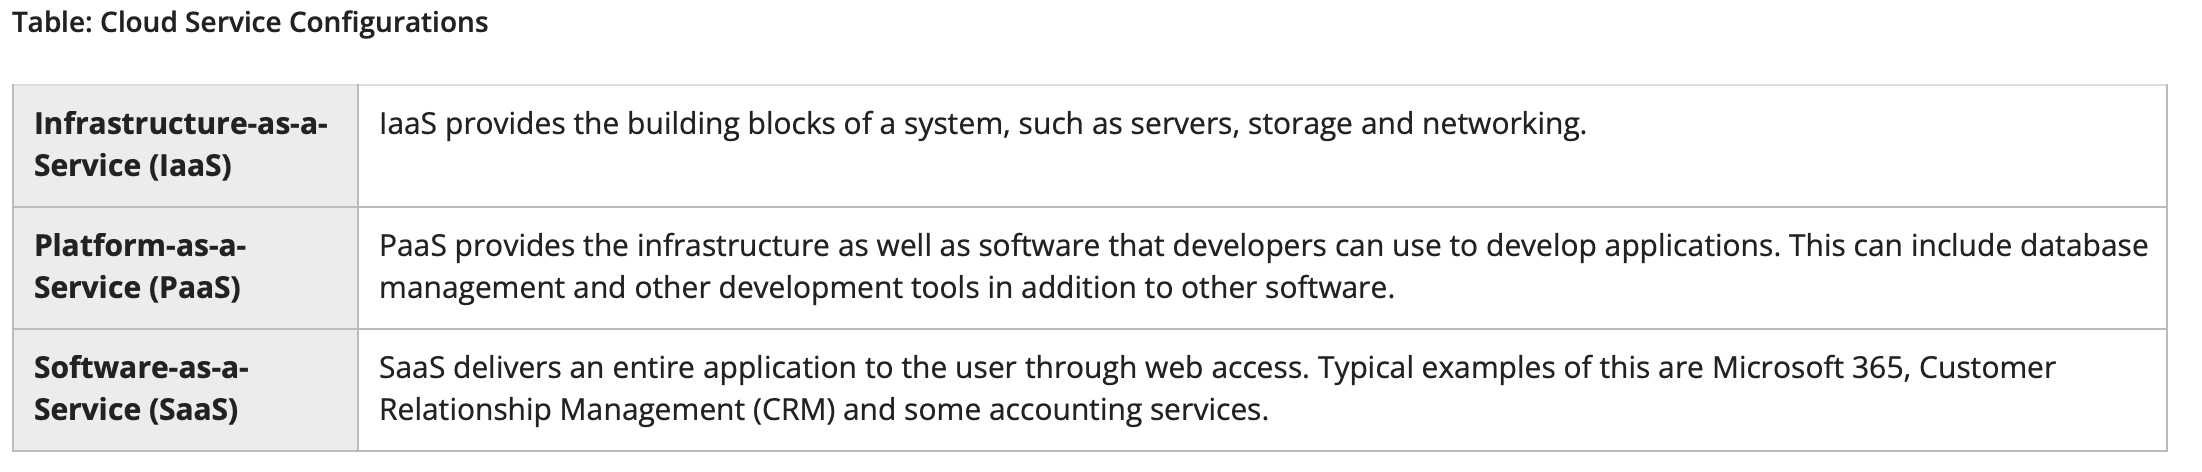 Table: Cloud Service Configurations
Infrastructure-as-a-
Service (IaaS)
IaaS provides the building blocks of a system, such as servers, storage and networking.
Platform-as-a-
Service (PaaS)
PaaS provides the infrastructure as well as software that developers can use to develop applications. This can include database
management and other development tools in addition to other software.
Software-as-a-
Service (SaaS)
SaaS delivers an entire application to the user through web access. Typical examples of this are Microsoft 365, Customer
Relationship Management (CRM) and some accounting services.